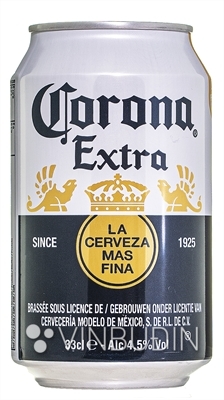 Corona
Extra
LA
CERVEZA
MAS
FINA
SINCE 1925
BRASSÉE SOUS LICENCE DE / GEBROUWEN ONDER LICENTIE VAN
CERVECERÍA MODELO DE MÉXICO, S. DE R.L. DE C.V.
VINBUDIN
33cl e - Alc 4,5% Vol